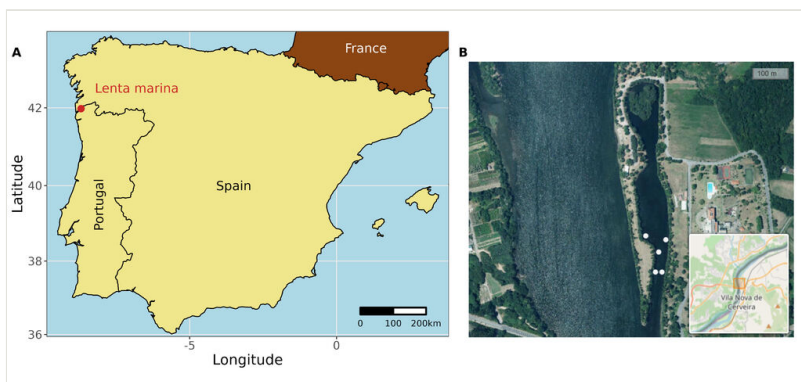 A
France
Lenta marina
42
Latitude
40
Portugal
Spain
38
36
0 100 200km
-5
0
Longitude
B
100 m
Vila Nova de
Cerveira